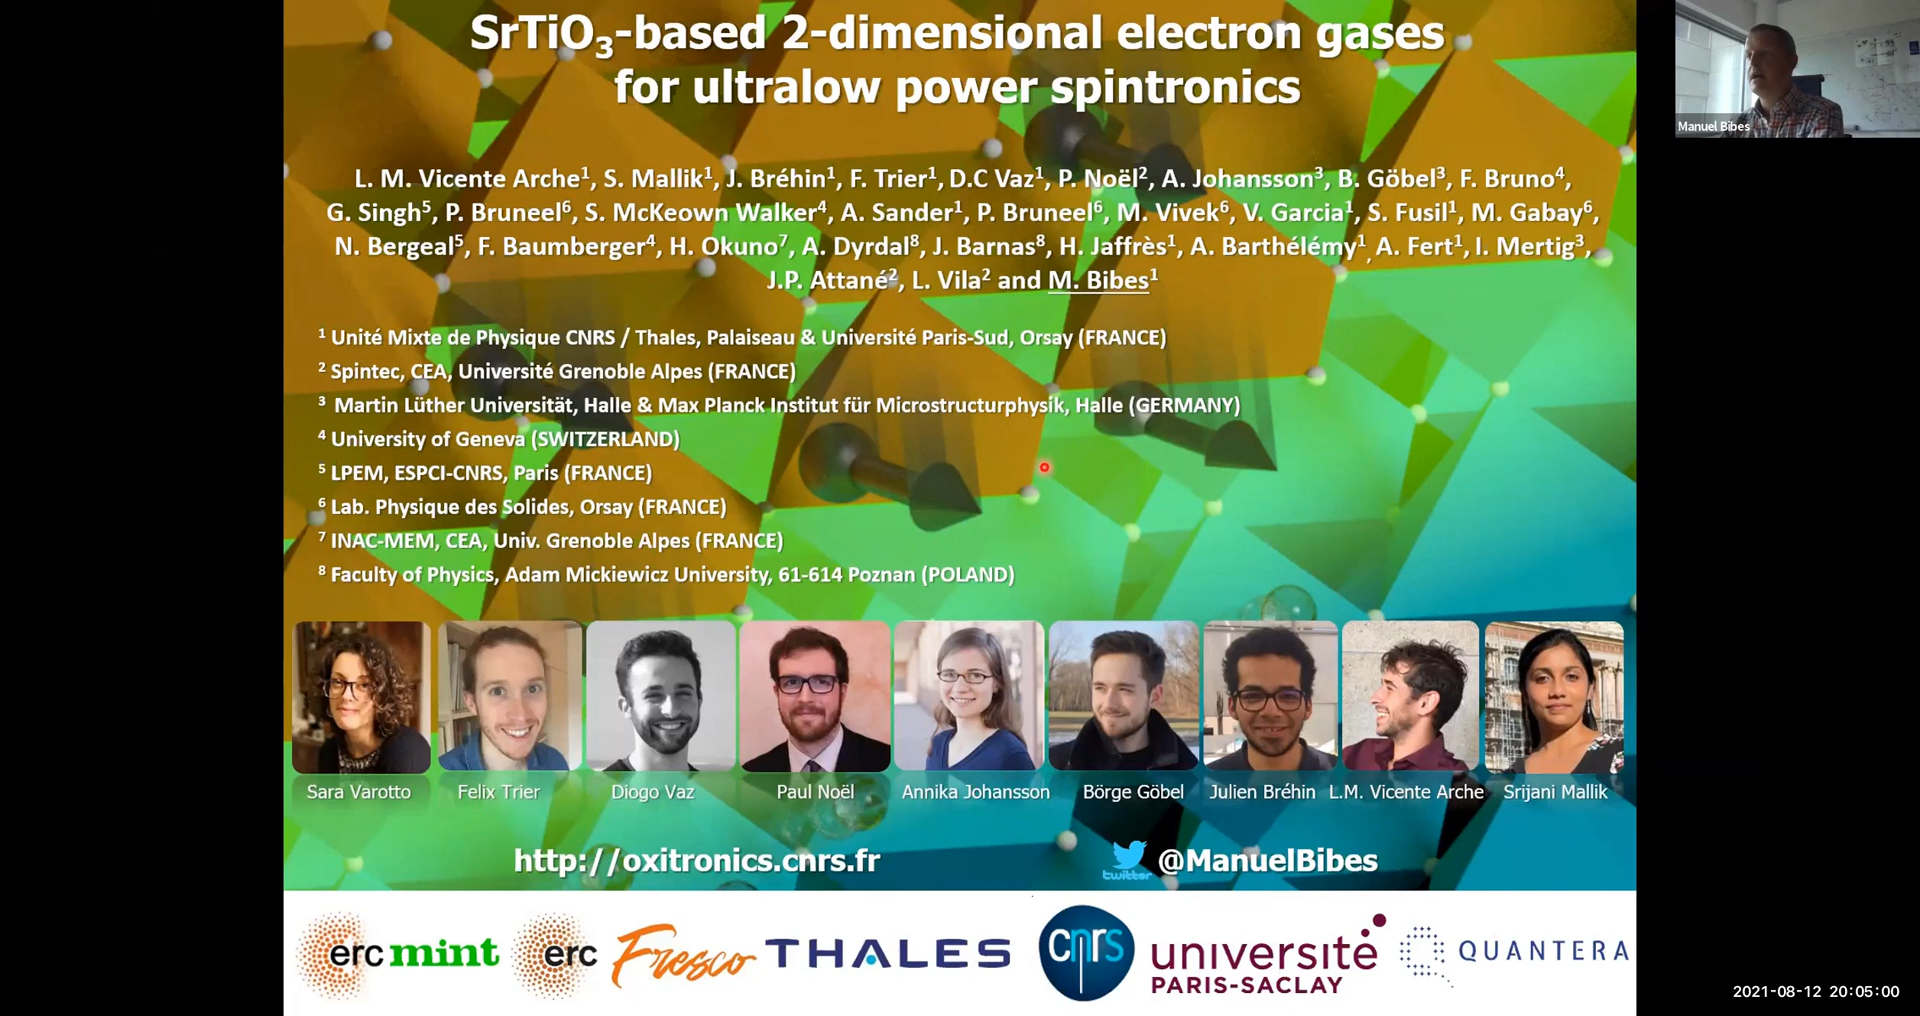 SrTiO₃-based 2-dimensional electron gases
for ultralow power spintronics
Manuel Bibes
L. M. Vicente Arche¹, S. Mallik¹, J. Bréhin¹, F. Trier¹, D.C Vaz¹, P. Noël², A. Johansson³, B. Göbel³, F. Bruno⁴,
G. Singh⁵, P. Bruneel⁶, S. McKeown Walker⁴, A. Sander¹, P. Bruneel⁶, M. Vivek⁶, V. Garcia¹, S. Fusil¹, M. Gabay⁶,
N. Bergeal⁵, F. Baumberger⁴, H. Okuno⁷, A. Dyrdal⁸, J. Barnas⁸, H. Jaffrès¹, A. Barthélémy¹, A. Fert¹, I. Mertig³,
J.P. Attané², L. Vila² and M. Bibes¹
¹ Unité Mixte de Physique CNRS / Thales, Palaiseau & Université Paris-Sud, Orsay (FRANCE)
² Spintec, CEA, Université Grenoble Alpes (FRANCE)
³ Martin Lüther Universität, Halle & Max Planck Institut für Microstructurphysik, Halle (GERMANY)
⁴ University of Geneva (SWITZERLAND)
⁵ LPEM, ESPCI-CNRS, Paris (FRANCE)
⁶ Lab. Physique des Solides, Orsay (FRANCE)
⁷ INAC-MEM, CEA, Univ. Grenoble Alpes (FRANCE)
⁸ Faculty of Physics, Adam Mickiewicz University, 61-614 Poznan (POLAND)
Sara Varotto Felix Trier Diogo Vaz Paul Noël Annika Johansson Börge Göbel Julien Bréhin L.M. Vicente Arche Srijani Mallik
http://oxitronics.cnrs.fr twitter @ManuelBibes
erc mint erc Fresco THALES cnrs université PARIS-SACLAY QUANTERA
2021-08-12 20:05:00